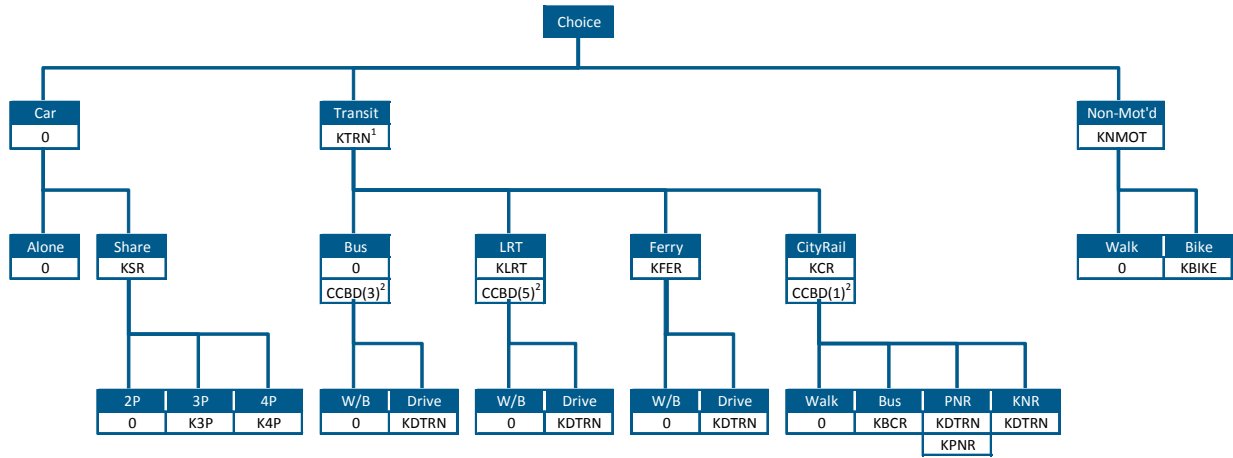 Choice
Car Transit Non-Mot'd
0 KTRN¹ KNMOT
Alone Share Bus LRT Ferry CityRail Walk Bike
0 KSR 0 KLRT KFER KCR 0 KBIKE
CCBD(3)² CCBD(5)² CCBD(1)²
2P 3P 4P W/B Drive W/B Drive W/B Drive Walk Bus PNR KNR
0 K3P K4P 0 KDTRN 0 KDTRN 0 KDTRN 0 KBCR KDTRN KDTRN
KPNR